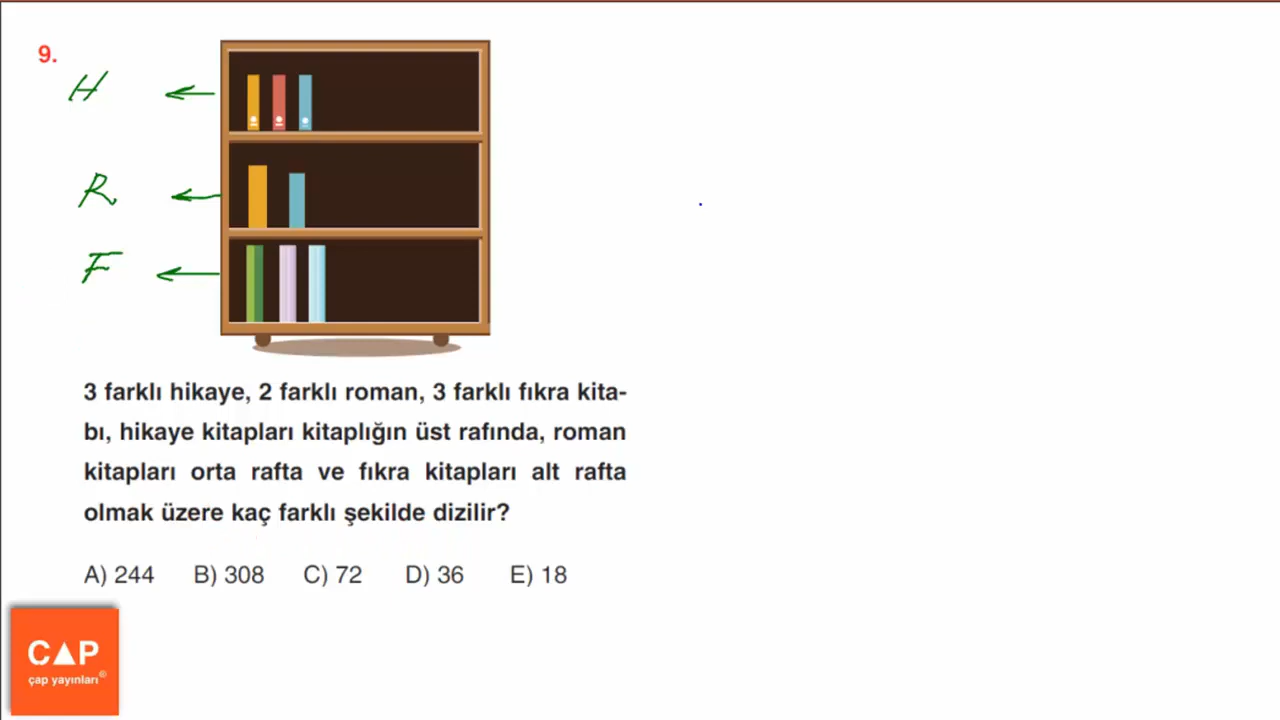 9.
H
R
F
3 farklı hikaye, 2 farklı roman, 3 farklı fıkra kita-
bı, hikaye kitapları kitaplığın üst rafında, roman
kitapları orta rafta ve fıkra kitapları alt rafta
olmak üzere kaç farklı şekilde dizilir?
A) 244 B) 308 C) 72 D) 36 E) 18
ÇAP
çap yayınları®